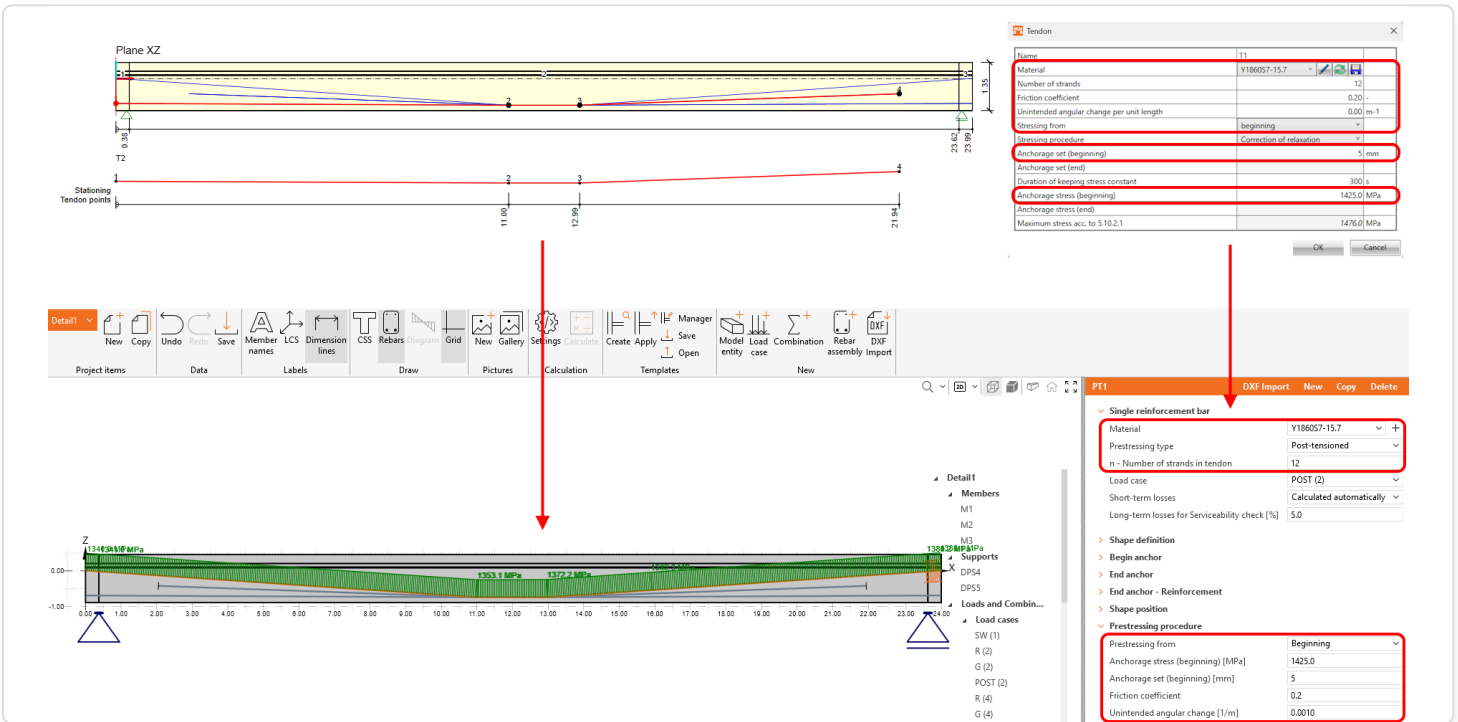 Plane XZ
1
2
3
2
3
4
1.35
0.38
23.62
23.99
T2
1
2
3
4
Stationing
Tendon points
11.00
12.99
21.94
Tendon
Name T1
Material Y1860S7-15.7
Number of strands 12
Friction coefficient 0.20 -
Unintended angular change per unit length 0.00 m-1
Stressing from beginning
Stressing procedure Correction of relaxation
Anchorage set (beginning) 5 mm
Anchorage set (end)
Duration of keeping stress constant 300 s
Anchorage stress (beginning) 1425.0 MPa
Anchorage stress (end)
Maximum stress acc. to 5.10.2.1 1476.0 MPa
OK Cancel
Detail1
New Copy
Undo Redo Save
Member names LCS Dimension lines
CSS Rebars Diagram Grid
New Gallery
Settings Calculate
Create Apply Manager
Save
Open
Model entity Load case Combination Rebar assembly DXF Import
Project items Data Labels Draw Pictures Calculation Templates New
2D
PT1 DXF Import New Copy Delete
Single reinforcement bar
Material Y1860S7-15.7
Prestressing type Post-tensioned
n - Number of strands in tendon 12
Load case POST (2)
Short-term losses Calculated automatically
Long-term losses for Serviceability check [%] 5.0
Shape definition
Begin anchor
End anchor
End anchor - Reinforcement
Shape position
Prestressing procedure
Prestressing from Beginning
Anchorage stress (beginning) [MPa] 1425.0
Anchorage set (beginning) [mm] 5
Friction coefficient 0.2
Unintended angular change [1/m] 0.0010
Detail1
Members
M1
M2
M3
Supports
DPS4
DPS5
Loads and Combin...
Load cases
SW (1)
R (2)
G (2)
POST (2)
R (4)
G (4)
Z
X
1353.1 MPa
1372.2 MPa
0.00
-1.00
0.00 1.00 2.00 3.00 4.00 5.00 6.00 7.00 8.00 9.00 10.00 11.00 12.00 13.00 14.00 15.00 16.00 17.00 18.00 19.00 20.00 21.00 22.00 23.00 24.00